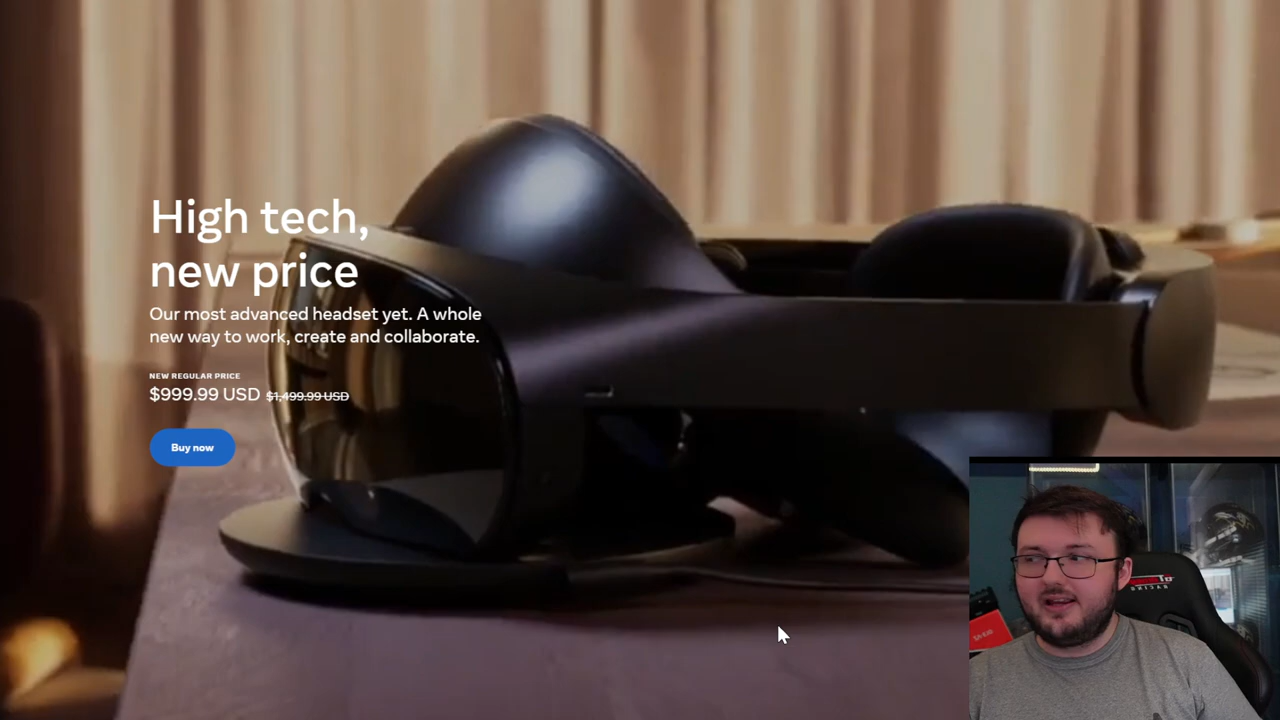 High tech,
new price
Our most advanced headset yet. A whole
new way to work, create and collaborate.
NEW REGULAR PRICE
$999.99 USD $1,499.99 USD
Buy now